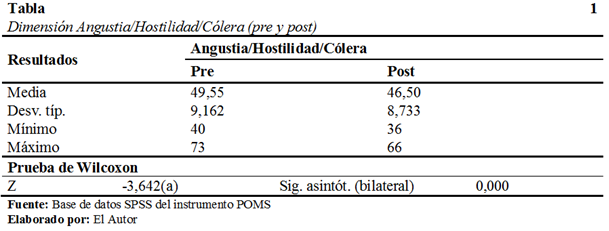 Tabla 1
Dimensión Angustia/Hostilidad/Cólera (pre y post)
Resultados Angustia/Hostilidad/Cólera
Pre Post
Media 49,55 46,50
Desv. típ. 9,162 8,733
Mínimo 40 36
Máximo 73 66
Prueba de Wilcoxon
Z -3,642(a) Sig. asintót. (bilateral) 0,000
Fuente: Base de datos SPSS del instrumento POMS
Elaborado por: El Autor